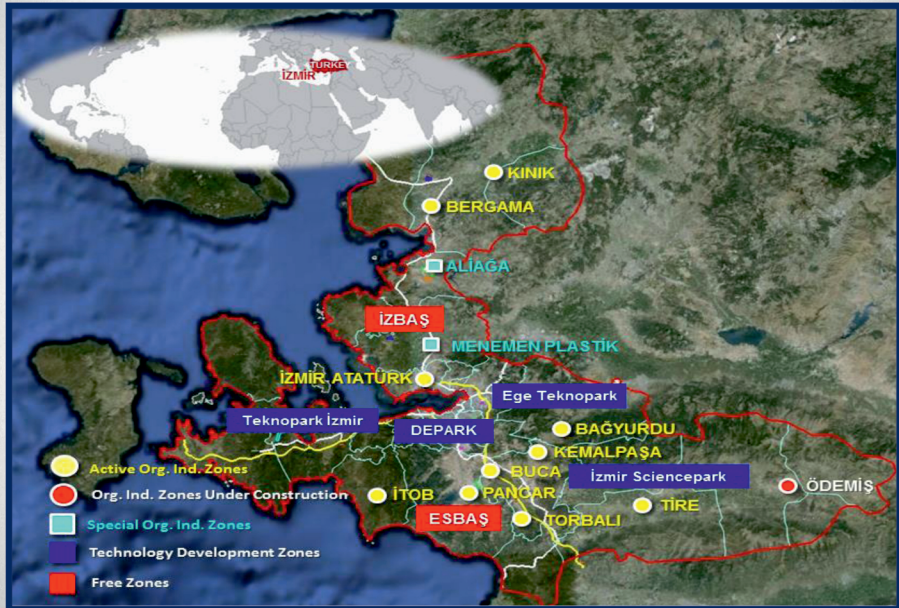 TÜRKE
İZMİR
KINIK
BERGAMA
ALİAĞA
İZBAŞ
MENEMEN PLASTİK
İZMİR ATATÜRK
Ege Teknopark
Teknopark İzmir
DEPARK
BAĞYURDU
KEMALPAŞA
BUCA
İzmir Sciencepark
ÖDEMİŞ
İTOB
PANCAR
TİRE
ESBAŞ
TORBALI
Active Org. Ind. Zones
Org. Ind. Zones Under Construction
Special Org. Ind. Zones
Technology Development Zones
Free Zones